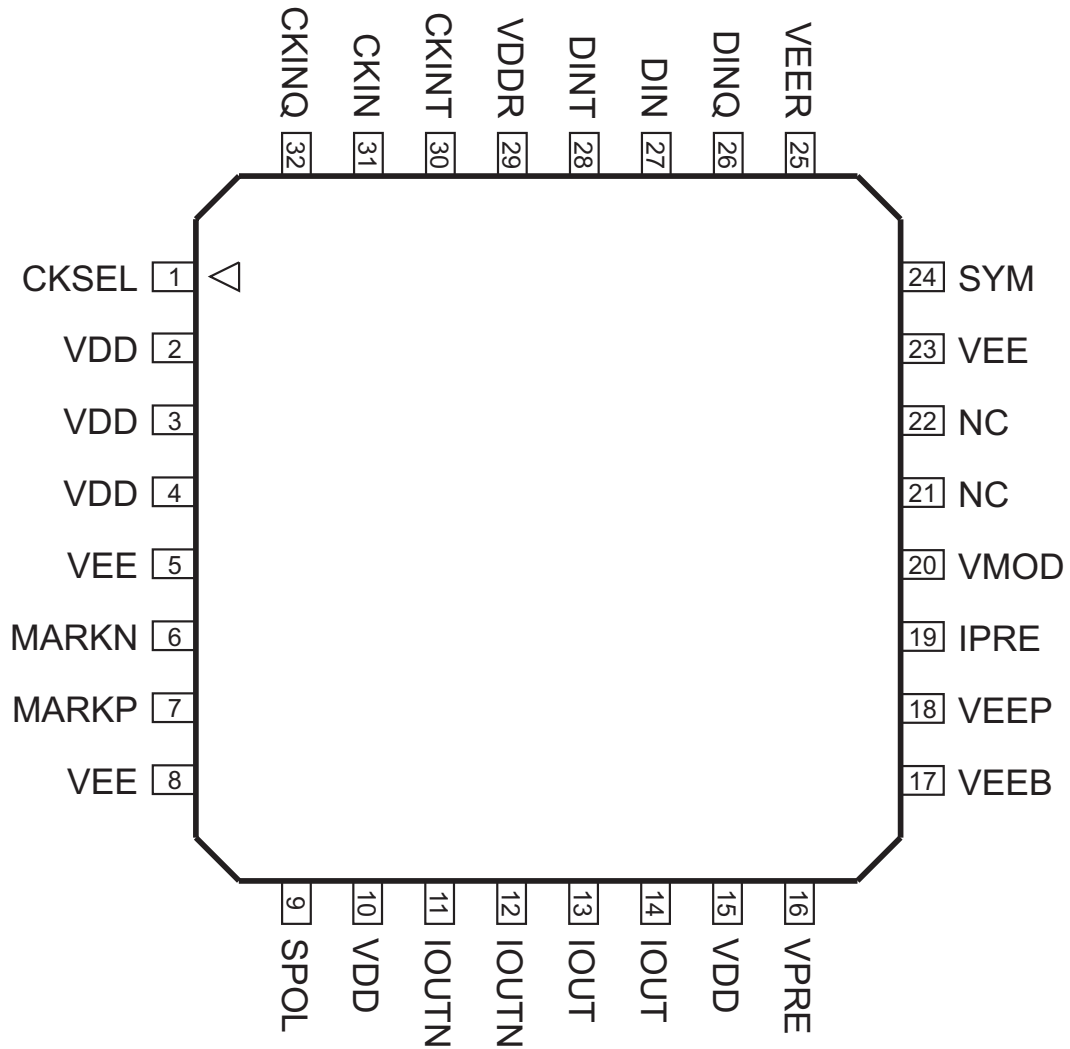 CKINQ
CKIN
CKINT
VDDR
DINT
DIN
DINQ
VEER
32
31
30
29
28
27
26
25
CKSEL 1
VDD 2
VDD 3
VDD 4
VEE 5
MARKN 6
MARKP 7
VEE 8
24 SYM
23 VEE
22 NC
21 NC
20 VMOD
19 IPRE
18 VEEP
17 VEEB
9
10
11
12
13
14
15
16
SPOL
VDD
IOUTN
IOUTN
IOUT
IOUT
VDD
VPRE